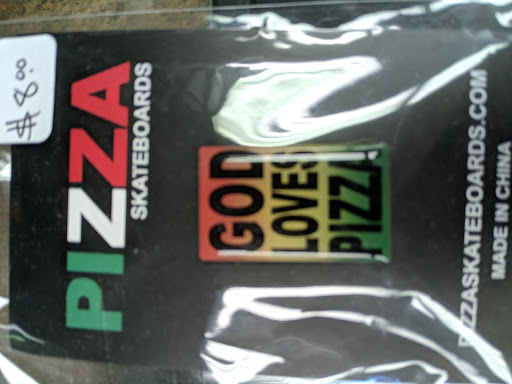 $8.00
PIZZA
SKATEBOARDS
GOD
LOVES
PIZZA
PIZZASKATEBOARDS.COM
MADE IN CHINA